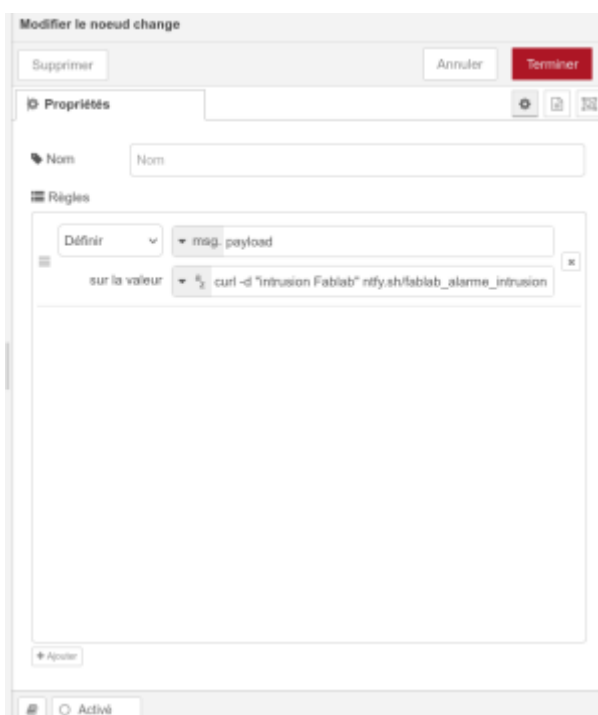 Modifier le noeud change
Supprimer
Annuler
Terminer
Propriétés
Nom
Nom
Règles
Définir
msg. payload
sur la valeur
curl -d "intrusion Fablab" ntfy.sh/fablab_alarme_intrusion
Ajouter
Activé